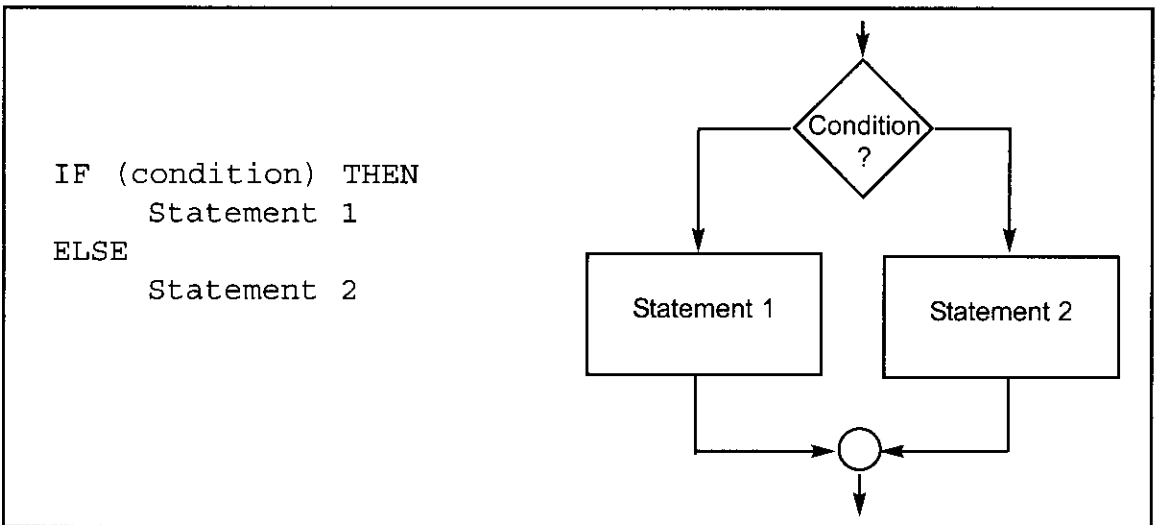 IF (condition) THEN
Statement 1
ELSE
Statement 2
Condition
?
Statement 1
Statement 2